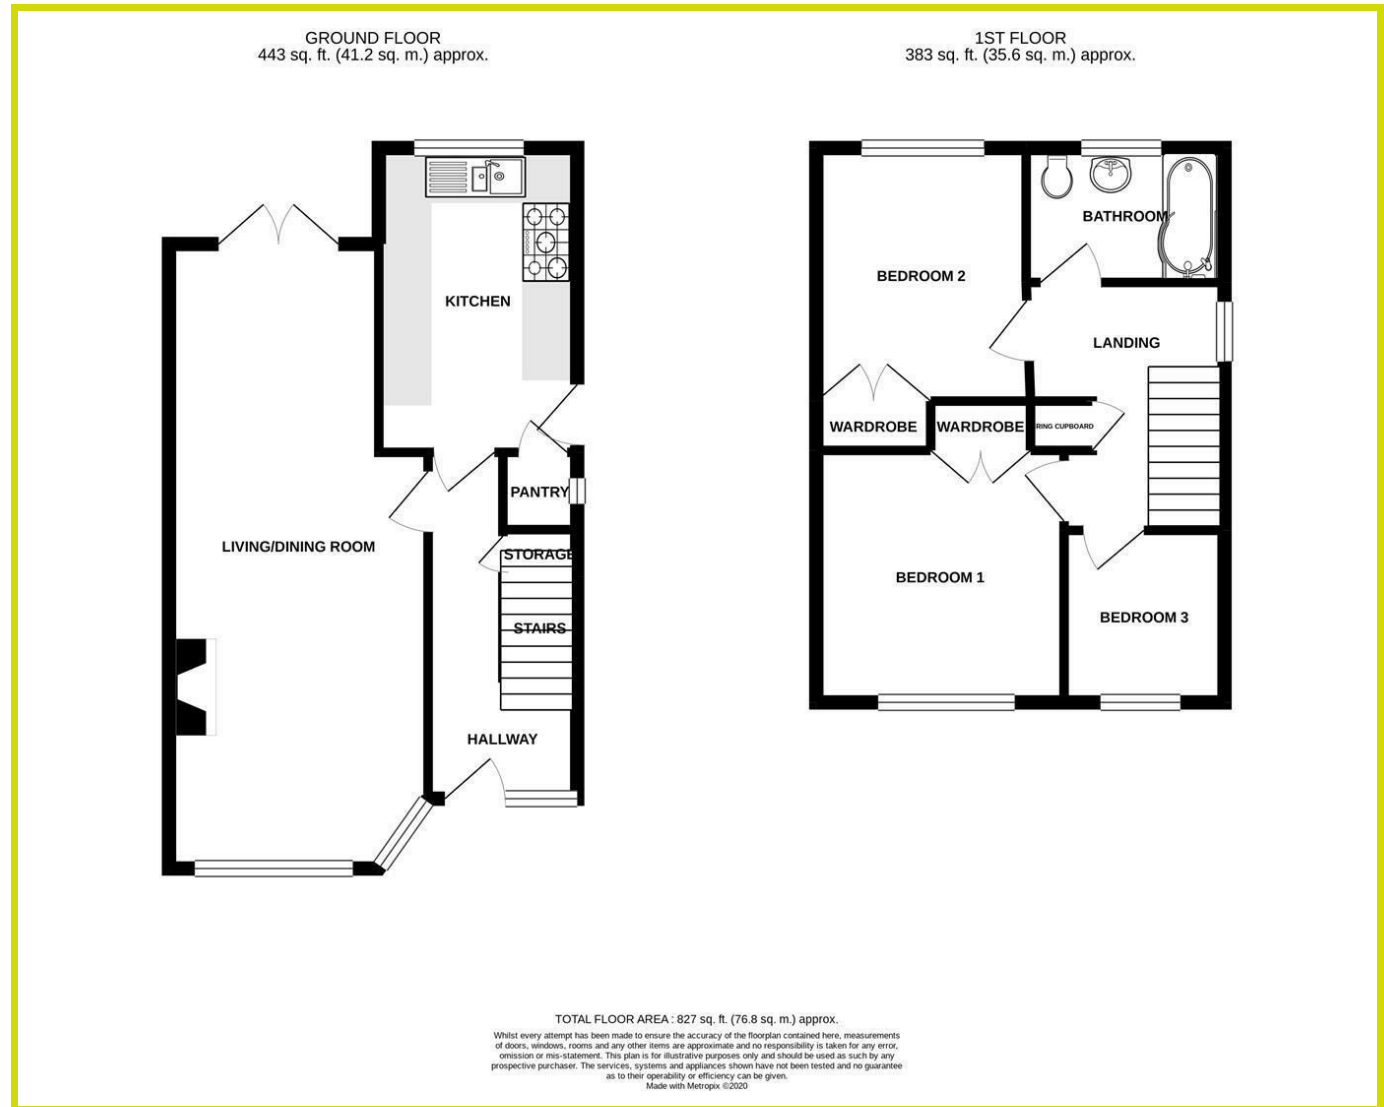 GROUND FLOOR
443 sq. ft. (41.2 sq. m.) approx.
1ST FLOOR
383 sq. ft. (35.6 sq. m.) approx.
KITCHEN
PANTRY
LIVING/DINING ROOM
STORAGE
STAIRS
HALLWAY
BATHROOM
BEDROOM 2
LANDING
WARDROBE
WARDROBE
RING CUPBOARD
BEDROOM 1
BEDROOM 3
TOTAL FLOOR AREA : 827 sq. ft. (76.8 sq. m.) approx.
Whilst every attempt has been made to ensure the accuracy of the floorplan contained here, measurements
of doors, windows, rooms and any other items are approximate and no responsibility is taken for any error,
omission or mis-statement. This plan is for illustrative purposes only and should be used as such by any
prospective purchaser. The services, systems and appliances shown have not been tested and no guarantee
as to their operability or efficiency can be given.
Made with Metropix ©2020